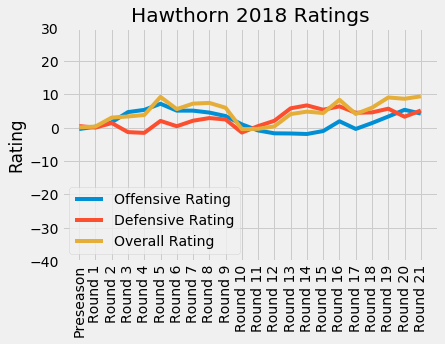 Hawthorn 2018 Ratings
30
20
10
0
−10
−20
−30
−40
Rating
Offensive Rating
Defensive Rating
Overall Rating
Preseason
Round 1
Round 2
Round 3
Round 4
Round 5
Round 6
Round 7
Round 8
Round 9
Round 10
Round 11
Round 12
Round 13
Round 14
Round 15
Round 16
Round 17
Round 18
Round 19
Round 20
Round 21